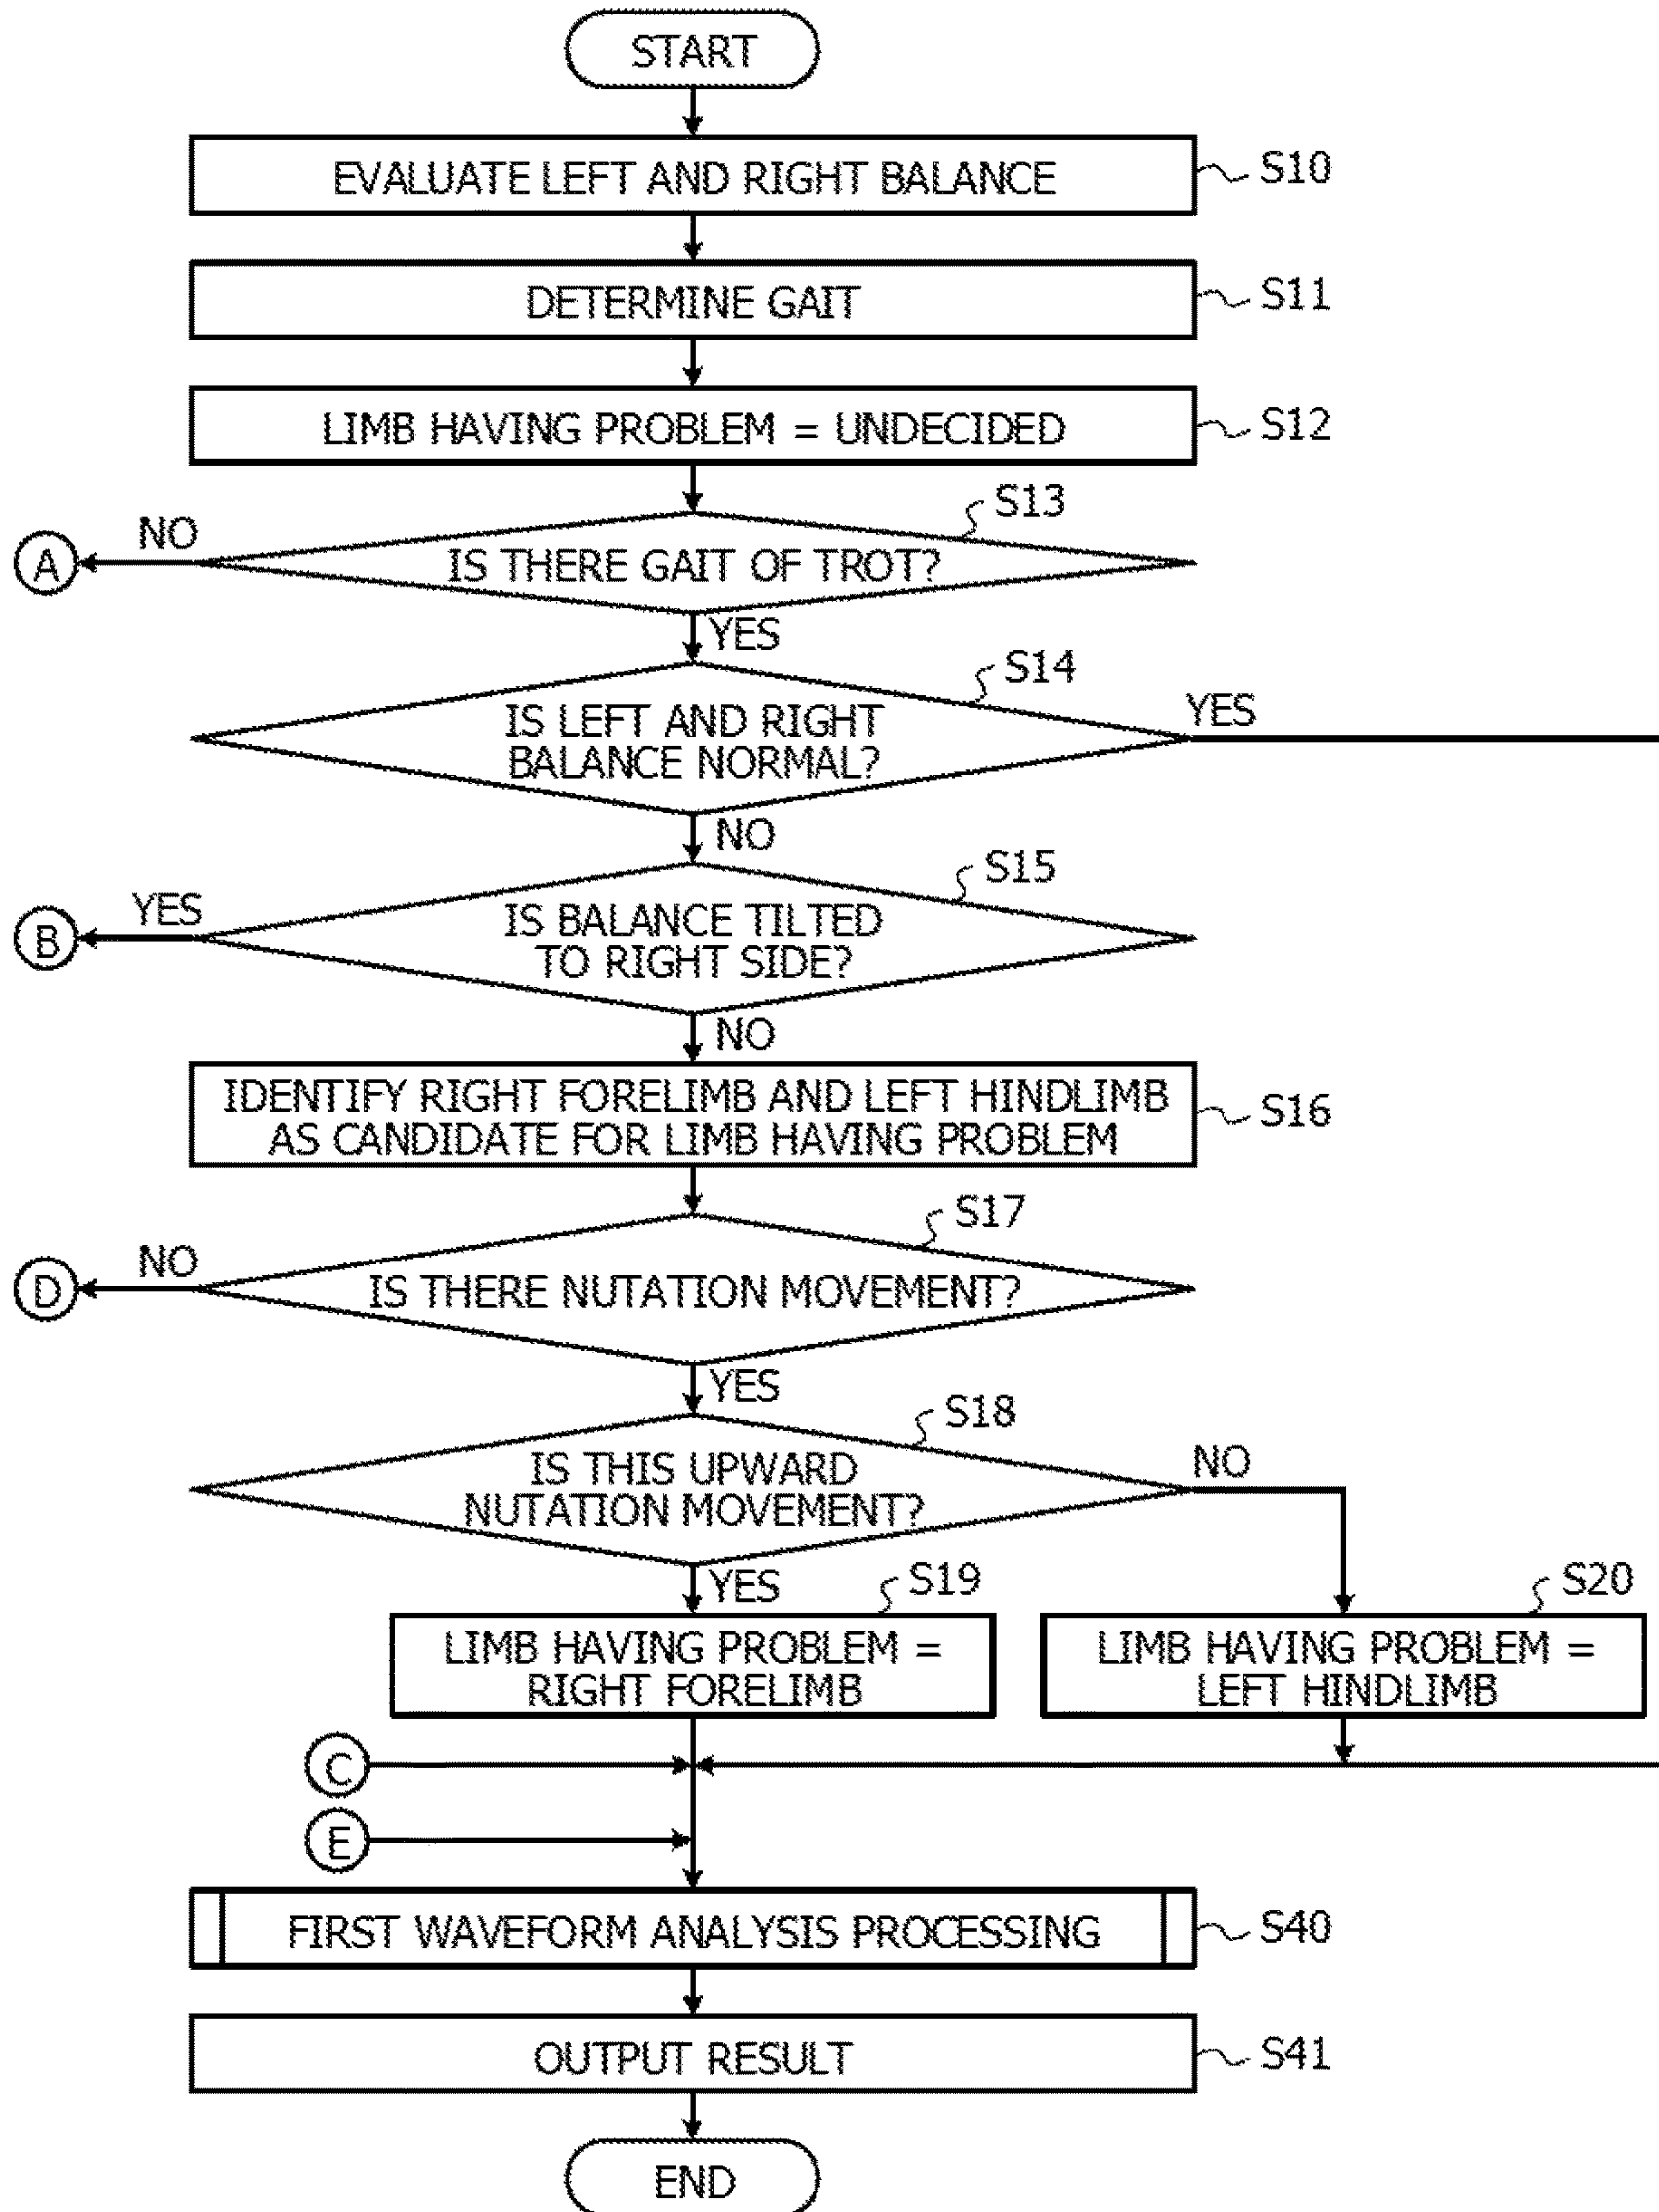 START
EVALUATE LEFT AND RIGHT BALANCE
S10
DETERMINE GAIT
S11
LIMB HAVING PROBLEM = UNDECIDED
S12
S13
NO
A
IS THERE GAIT OF TROT?
YES
S14
IS LEFT AND RIGHT
BALANCE NORMAL?
YES
NO
S15
YES
B
IS BALANCE TILTED
TO RIGHT SIDE?
NO
IDENTIFY RIGHT FORELIMB AND LEFT HINDLIMB
AS CANDIDATE FOR LIMB HAVING PROBLEM
S16
S17
NO
D
IS THERE NUTATION MOVEMENT?
YES
S18
IS THIS UPWARD
NUTATION MOVEMENT?
NO
YES
S19
S20
LIMB HAVING PROBLEM =
RIGHT FORELIMB
LIMB HAVING PROBLEM =
LEFT HINDLIMB
C
E
FIRST WAVEFORM ANALYSIS PROCESSING
S40
OUTPUT RESULT
S41
END